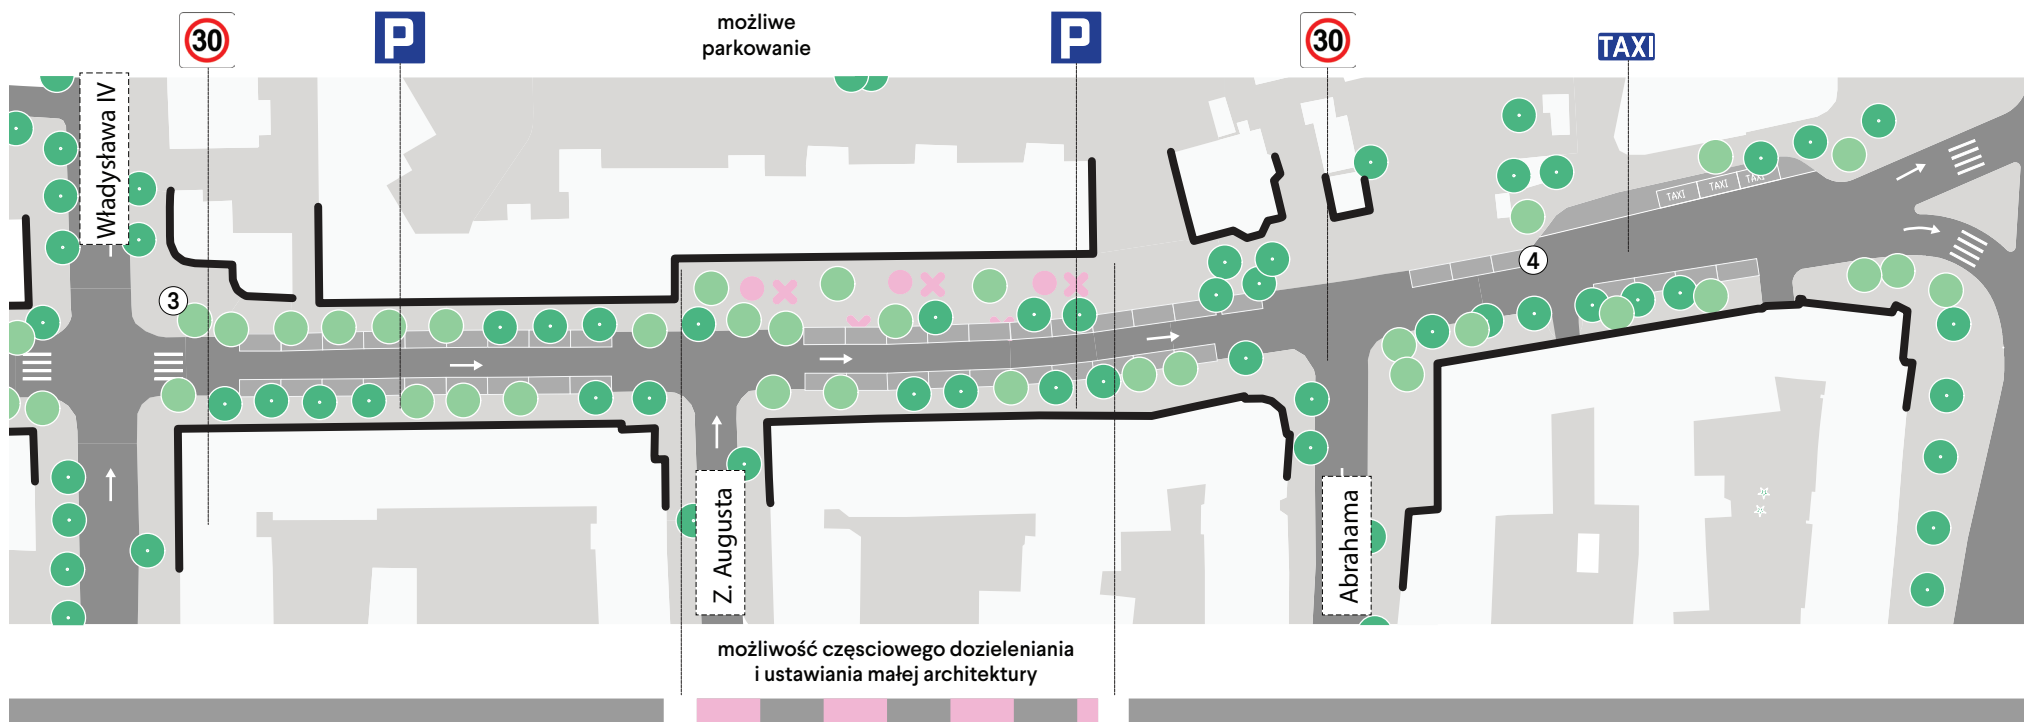 30
P
możliwe
parkowanie
P
30
TAXI
Władysława IV
TAXI
TAXI
TAXI
3
4
Z. Augusta
Abrahama
możliwość częsciowego dozieleniania
i ustawiania małej architektury